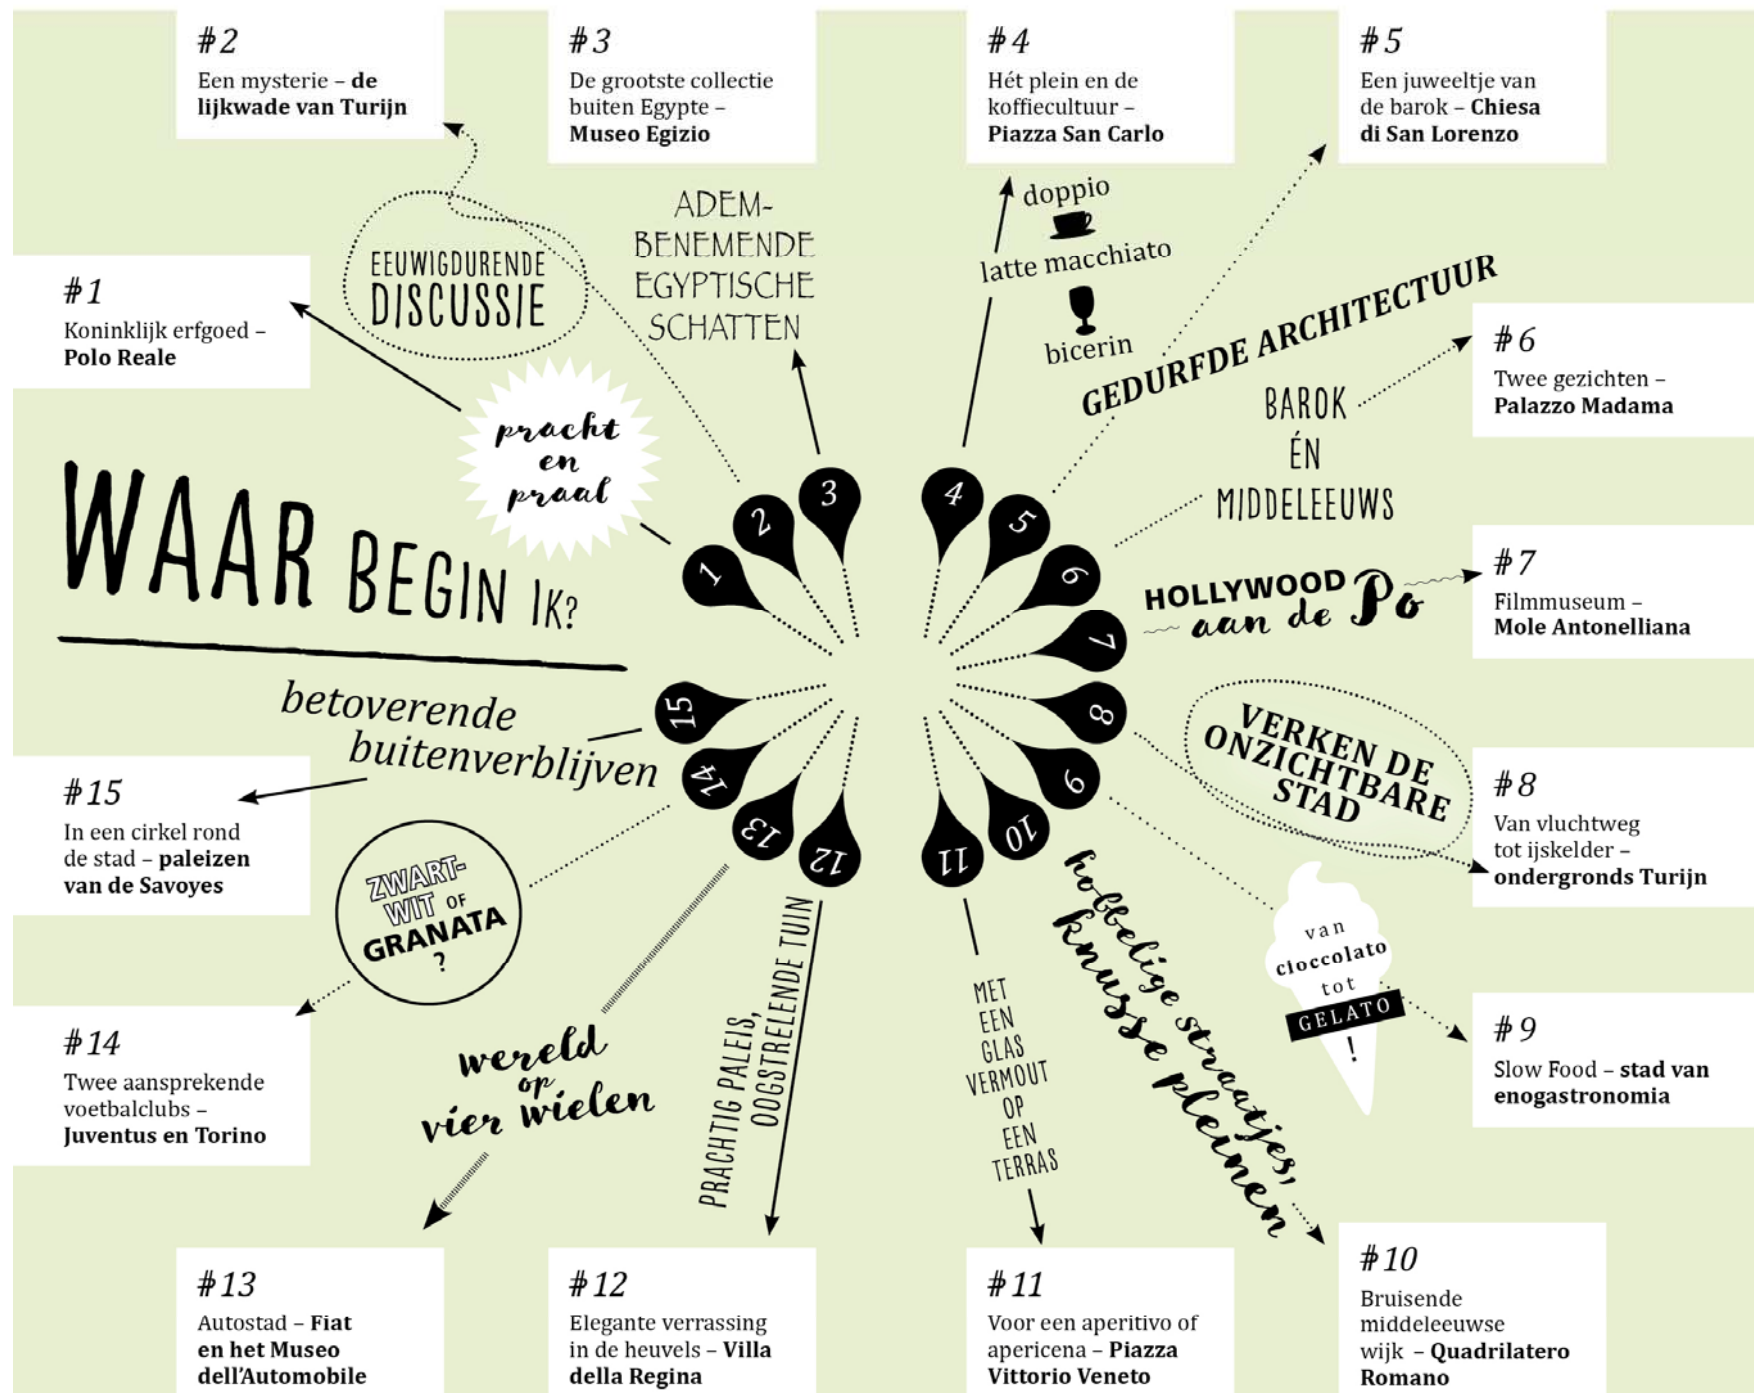 #2
Een mysterie – de
lijkwade van Turijn
#3
De grootste collectie
buiten Egypte –
Museo Egizio
#4
Hét plein en de
koffiecultuur –
Piazza San Carlo
#5
Een juweeltje van
de barok – Chiesa
di San Lorenzo
#1
Koninklijk erfgoed –
Polo Reale
EEUWIGDURENDE
DISCUSSIE
ADEM-
BENEMENDE
EGYPTISCHE
SCHATTEN
doppio
latte macchiato
bicerin
GEDURFDE ARCHITECTUUR
#6
Twee gezichten –
Palazzo Madama
pracht
en
praal
BAROK
ÉN
MIDDELEEUWS
WAAR BEGIN IK?
1
2
3
4
5
6
7
8
9
10
11
12
13
14
15
HOLLYWOOD
aan de Po
#7
Filmmuseum –
Mole Antonelliana
betoverende
buitenverblijven
VERKEN DE
ONZICHTBARE
STAD
#8
Van vluchtweg
tot ijskelder –
ondergronds Turijn
#15
In een cirkel rond
de stad – paleizen
van de Savoyes
ZWART-
WIT OF
GRANATA
?
van
cioccolato
tot
GELATO
!
#9
Slow Food – stad van
enogastronomia
#14
Twee aansprekende
voetbalclubs –
Juventus en Torino
wereld
op
vier wielen
PRACHTIG PALEIS,
OOGSTRELENDE TUIN
MET
EEN
GLAS
VERMOUT
OP
EEN
TERRAS
hobbelige straatjes,
knusse pleinen
#13
Autostad – Fiat
en het Museo
dell'Automobile
#12
Elegante verrassing
in de heuvels – Villa
della Regina
#11
Voor een aperitivo of
apericena – Piazza
Vittorio Veneto
#10
Bruisende
middeleeuwse
wijk – Quadrilatero
Romano